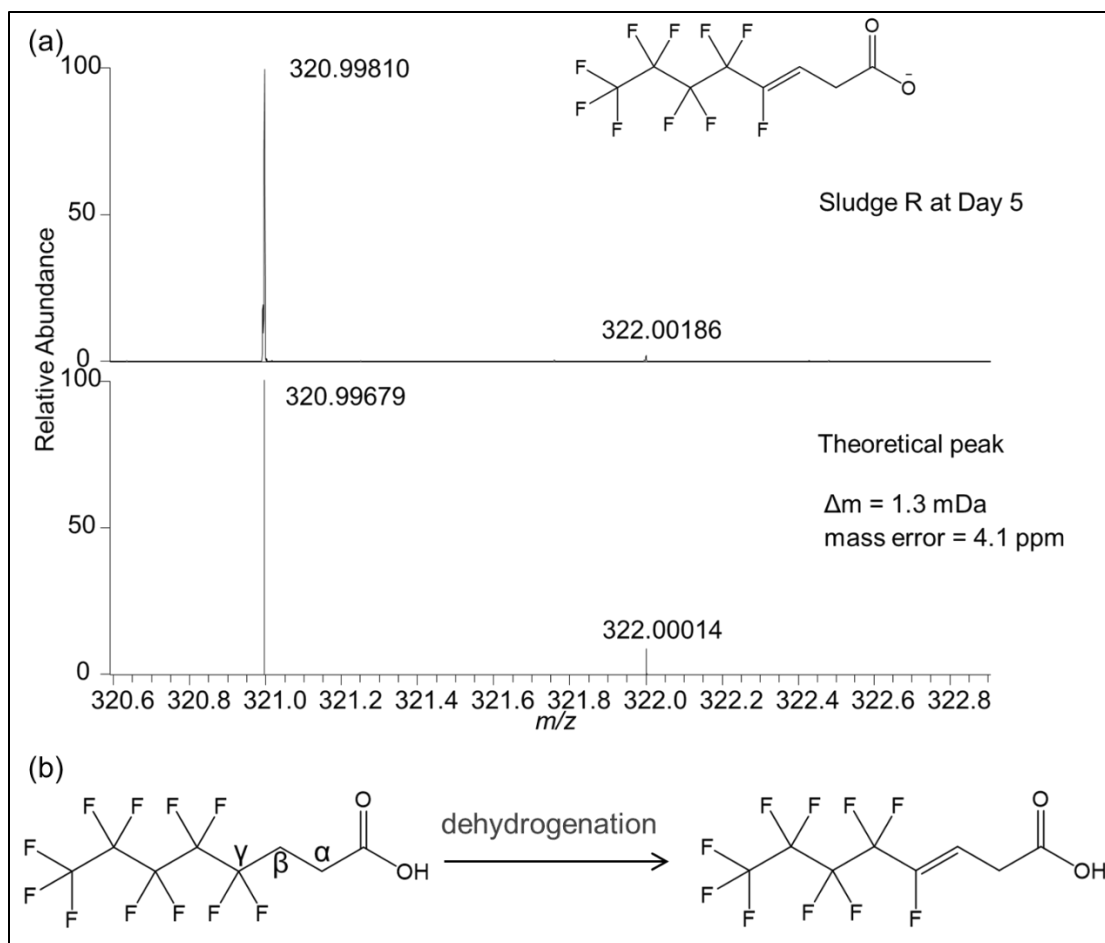 (a)
100
320.99810
F F F F O
F
F F F F O-
F
Sludge R at Day 5
50
322.00186
0
Relative Abundance
100
320.99679
Theoretical peak
Δm = 1.3 mDa
mass error = 4.1 ppm
50
322.00014
0
320.6 320.8 321.0 321.2 321.4 321.6 321.8 322.0 322.2 322.4 322.6 322.8
m/z
(b)
F F F F O
F γ β α OH
F F F F F F
dehydrogenation
F F F F O
F OH
F F F F F